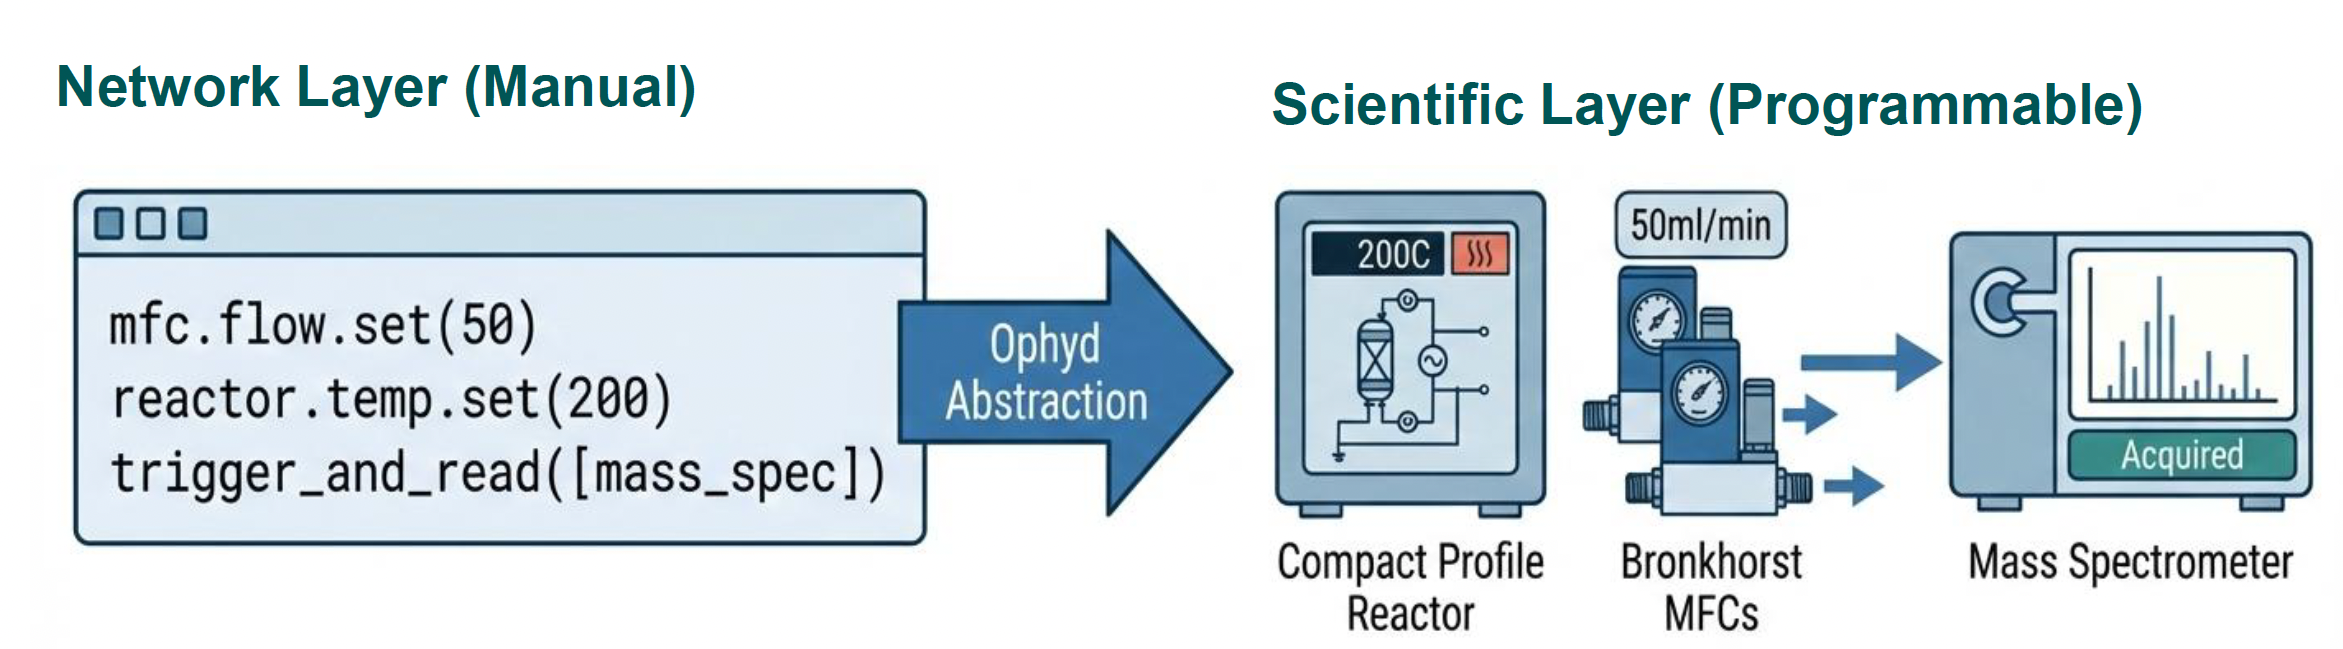 Network Layer (Manual)
Scientific Layer (Programmable)
mfc.flow.set(50)
reactor.temp.set(200)
trigger_and_read([mass_spec])
Ophyd
Abstraction
200C
50ml/min
Acquired
Compact Profile
Reactor
Bronkhorst
MFCs
Mass Spectrometer